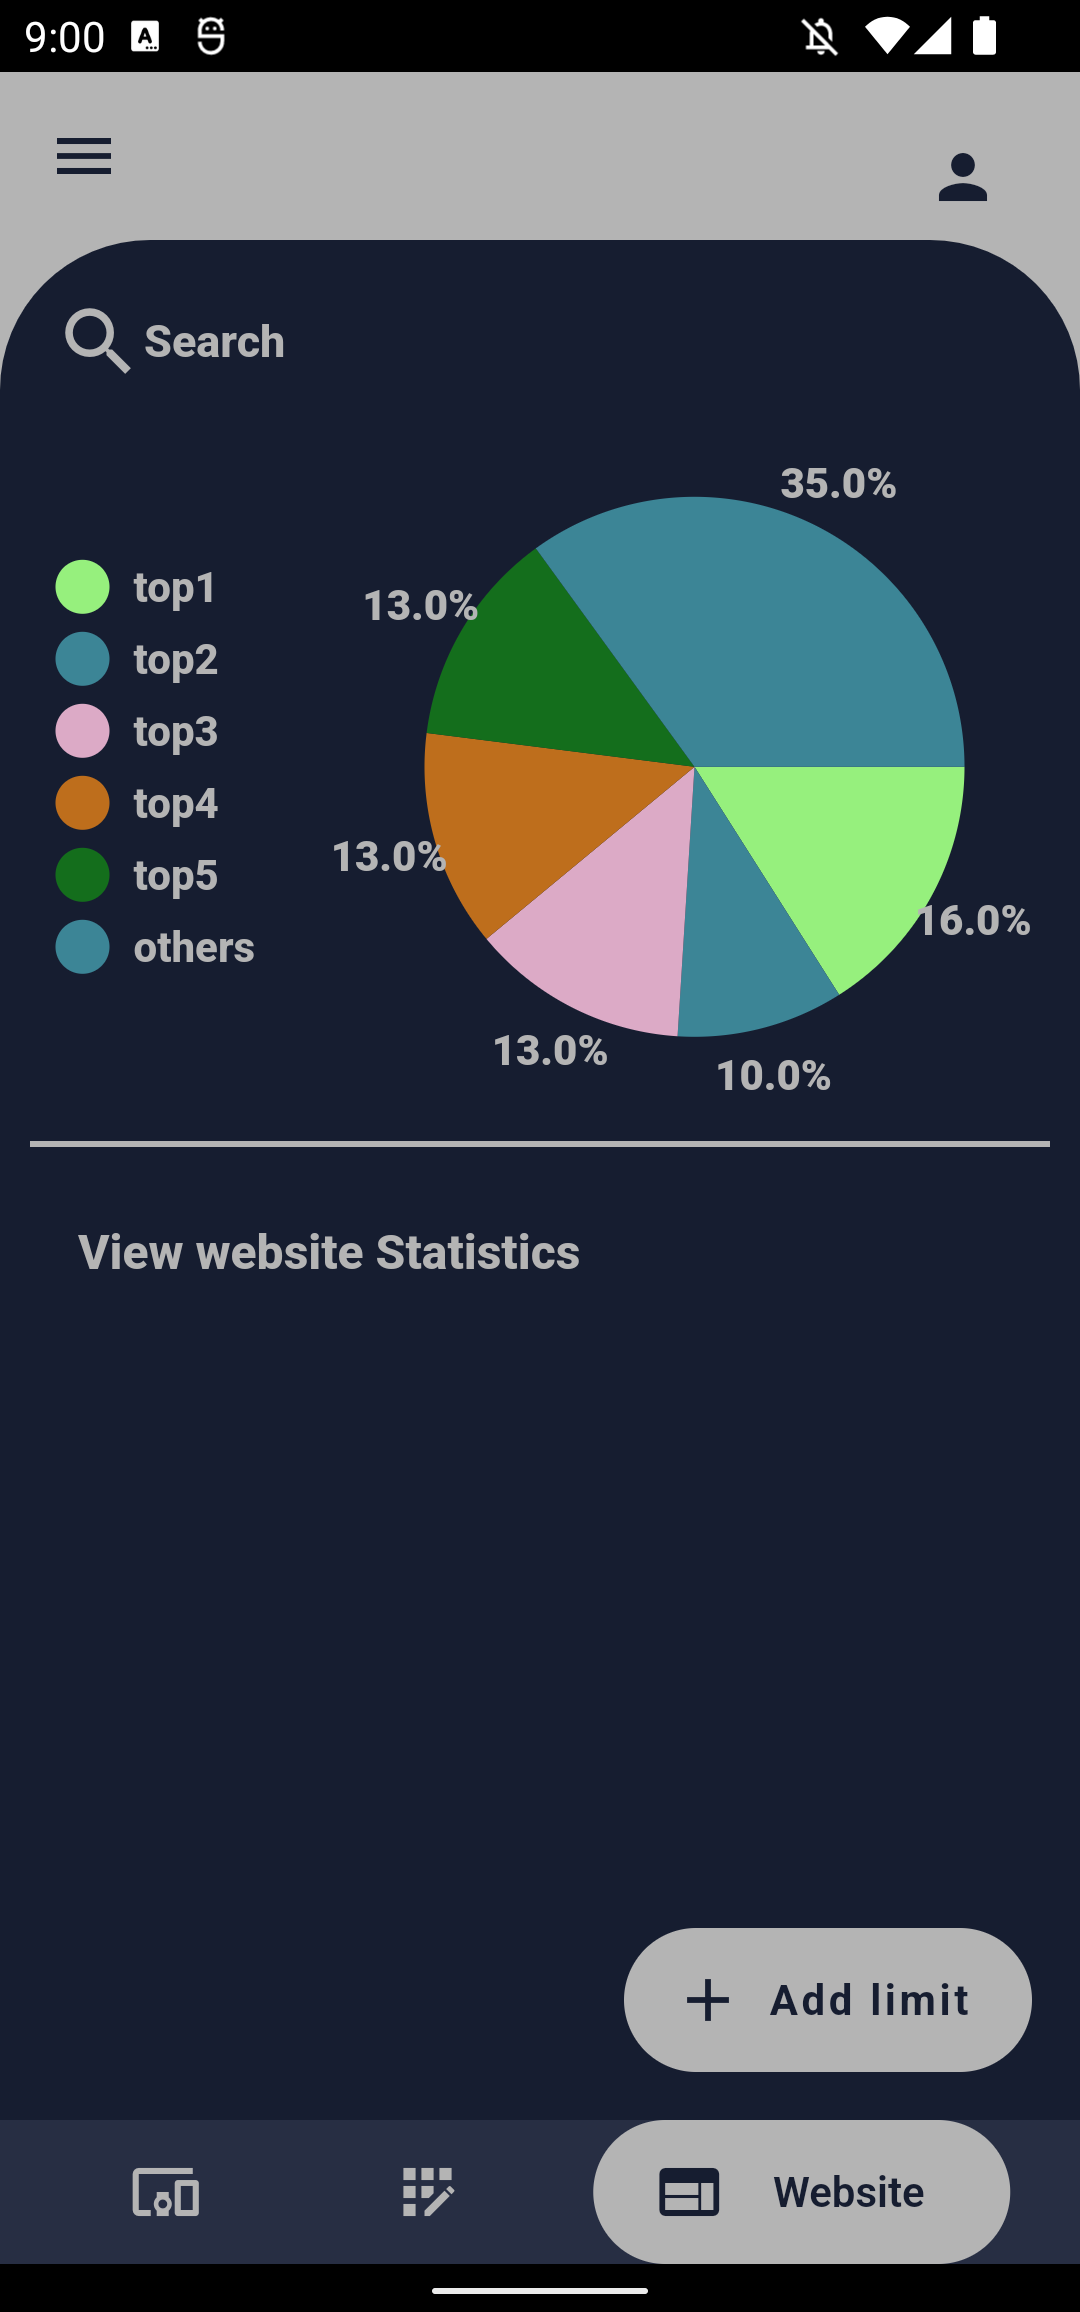 9:00
Search
35.0%
top1
13.0%
top2
top3
top4
13.0%
top5
16.0%
others
13.0%
10.0%
View website Statistics
Add limit
Website